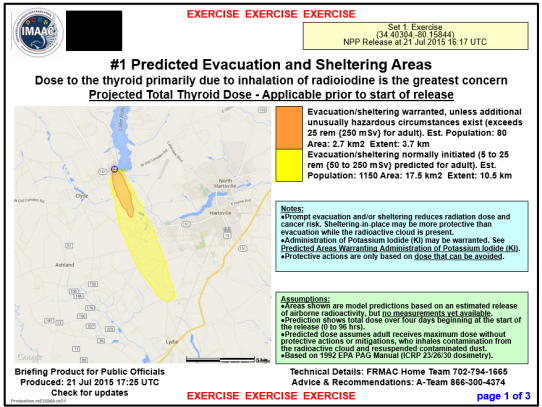 EXERCISE EXERCISE EXERCISE
IMAAC
Set 1: Exercise
(34.40304,-80.15844)
NPP Release at 21 Jul 2015 16:17 UTC
#1 Predicted Evacuation and Sheltering Areas
Dose to the thyroid primarily due to inhalation of radioiodine is the greatest concern
Projected Total Thyroid Dose - Applicable prior to start of release
Evacuation/sheltering warranted, unless additional
unusually hazardous circumstances exist (exceeds
25 rem {250 mSv} for adult). Est. Population: 80
Area: 2.7 km2 Extent: 3.7 km
Evacuation/sheltering normally initiated (5 to 25
rem {50 to 250 mSv) predicted for adult). Est.
Population: 1150 Area: 17.5 km2 Extent: 10.5 km
North
Hartsville
Clyde
Hartsville
Ashland
Lydia
Google
Notes:
●Prompt evacuation and/or sheltering reduces radiation dose and
cancer risk. Sheltering-in-place may be more protective than
evacuation while the radioactive cloud is present.
●Administration of Potassium Iodide (KI) may be warranted. See
Predicted Areas Warranting Administration of Potassium Iodide (KI).
●Protective actions are only based on dose that can be avoided.
Assumptions:
●Areas shown are model predictions based on an estimated release
of airborne radioactivity, but no measurements yet available.
●Prediction shows total dose over four days beginning at the start of
the release (0 to 96 hrs).
●Predicted dose assumes adult receives maximum dose without
protective actions or mitigations, who inhales contamination from
the radioactive cloud and resuspended contaminated dust.
●Based on 1992 EPA PAG Manual (ICRP 23/26/30 dosimetry).
Briefing Product for Public Officials
Produced: 21 Jul 2015 17:25 UTC
Check for updates
Technical Details: FRMAC Home Team 702-794-1665
Advice & Recommendations: A-Team 866-300-4374
EXERCISE EXERCISE EXERCISE
page 1 of 3